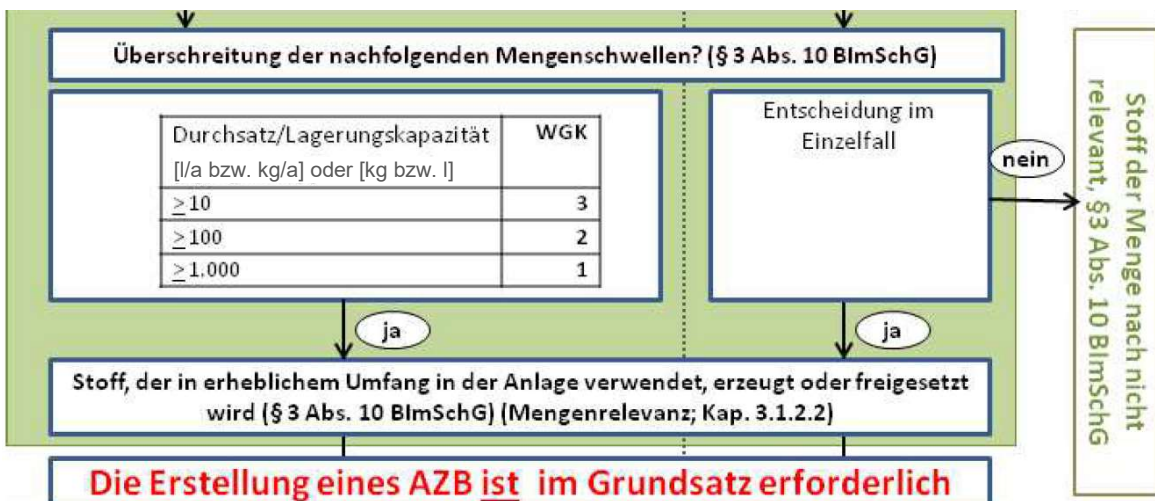 Überschreitung der nachfolgenden Mengenschwellen? (§ 3 Abs. 10 BImSchG)
Durchsatz/Lagerungskapazität WGK
[l/a bzw. kg/a] oder [kg bzw. l]
≥ 10 3
≥ 100 2
≥ 1.000 1
Entscheidung im
Einzelfall
nein
Stoff der Menge nach nicht
relevant, §3 Abs. 10 BImSchG
ja
ja
Stoff, der in erheblichem Umfang in der Anlage verwendet, erzeugt oder freigesetzt
wird (§ 3 Abs. 10 BImSchG) (Mengenrelevanz; Kap. 3.1.2.2)
Die Erstellung eines AZB ist im Grundsatz erforderlich